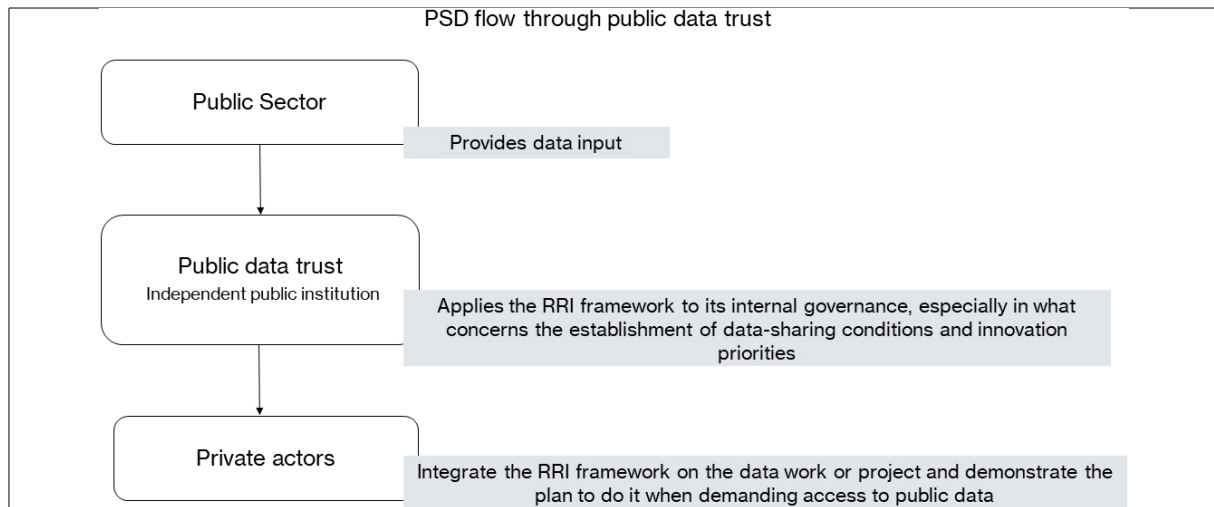 PSD flow through public data trust
Public Sector
Provides data input
Public data trust
Independent public institution
Applies the RRI framework to its internal governance, especially in what
concerns the establishment of data-sharing conditions and innovation
priorities
Private actors
Integrate the RRI framework on the data work or project and demonstrate the
plan to do it when demanding access to public data